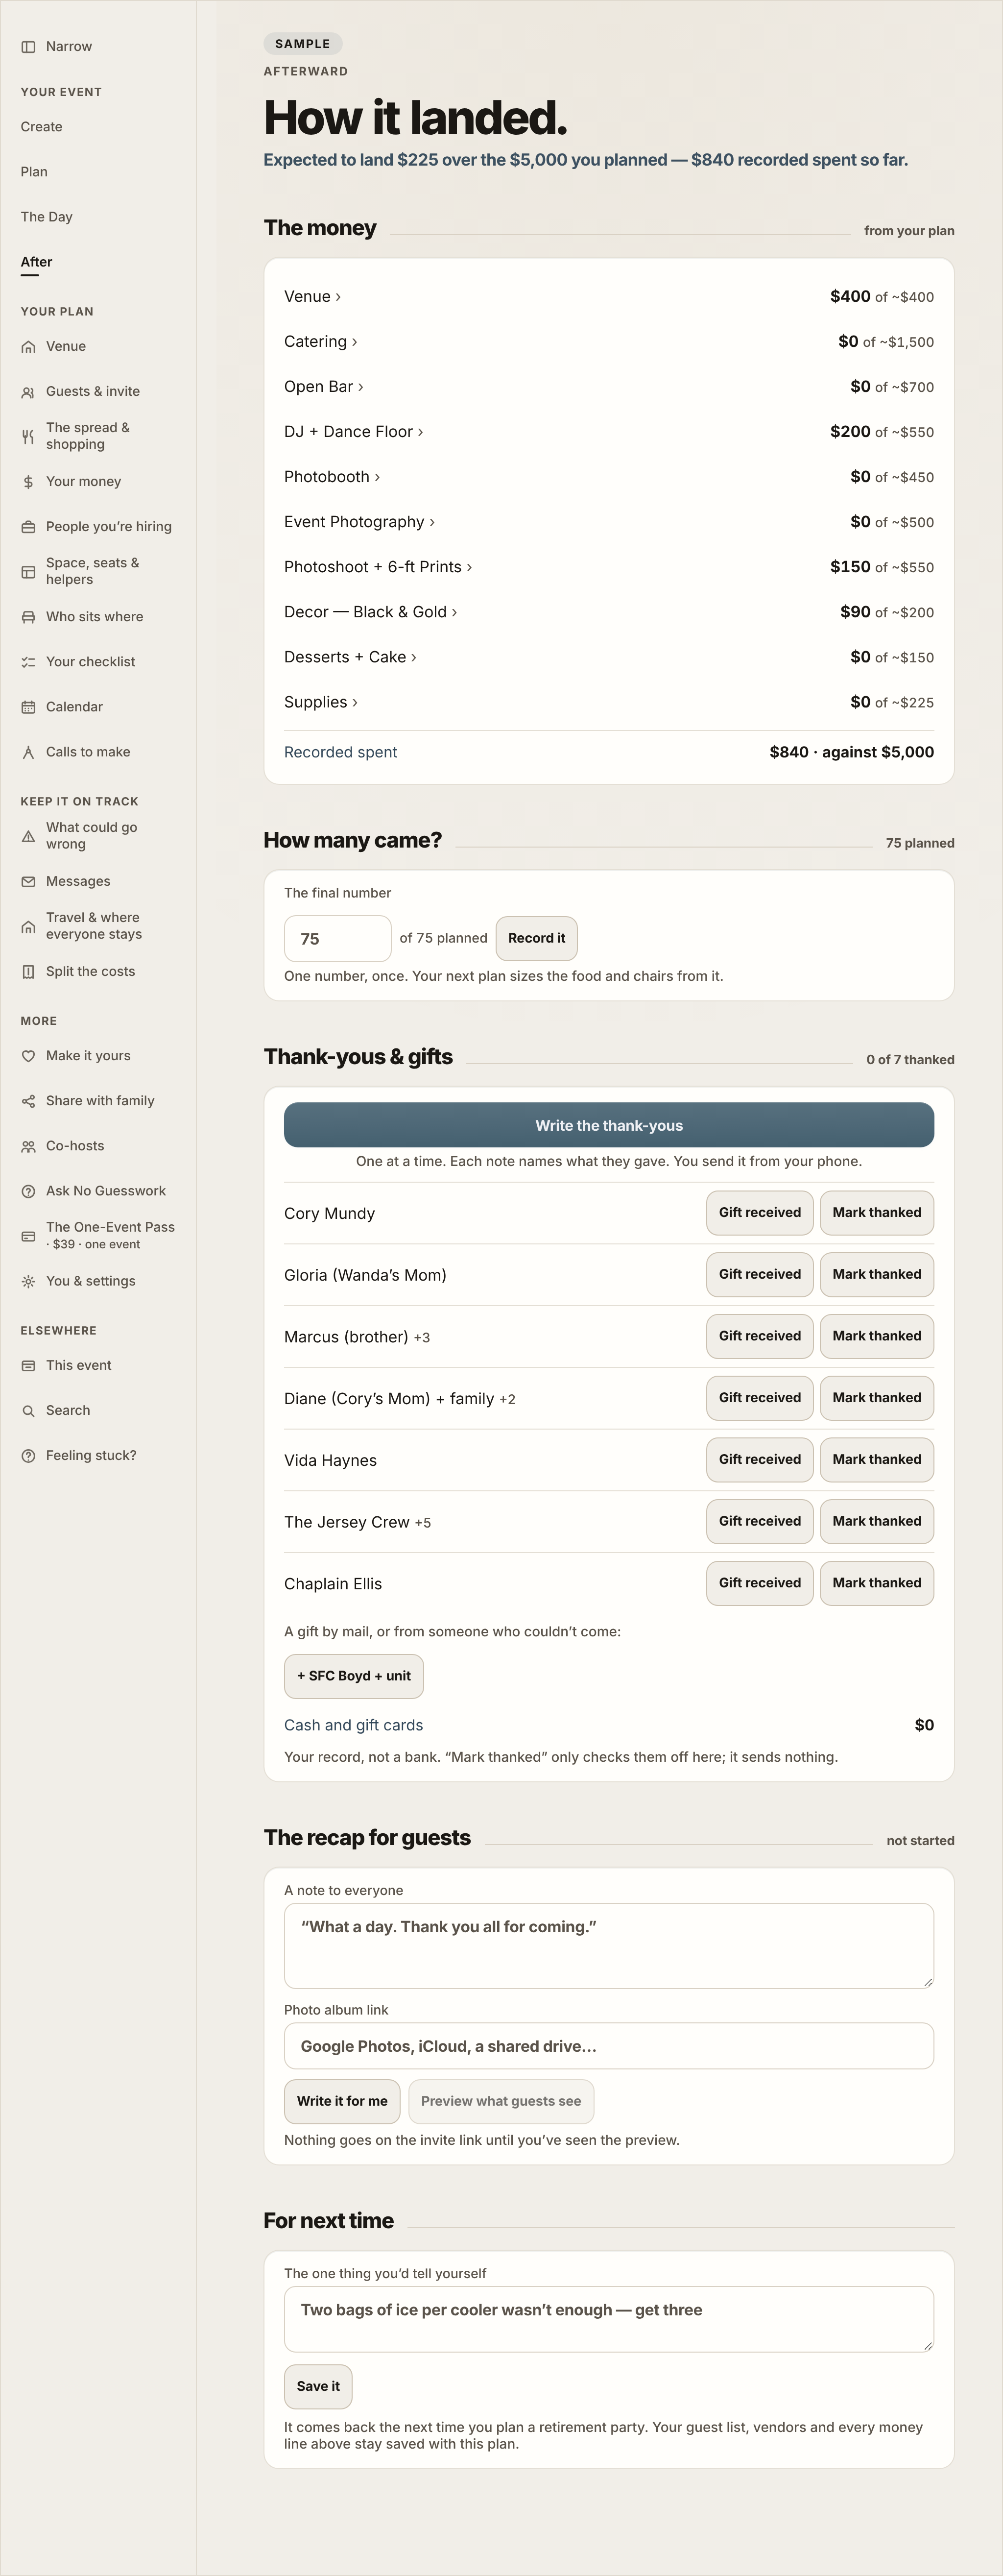 Narrow
YOUR EVENT
Create
Plan
The Day
After
YOUR PLAN
Venue
Guests & invite
The spread &
shopping
Your money
People you’re hiring
Space, seats &
helpers
Who sits where
Your checklist
Calendar
Calls to make
KEEP IT ON TRACK
What could go
wrong
Messages
Travel & where
everyone stays
Split the costs
MORE
Make it yours
Share with family
Co-hosts
Ask No Guesswork
The One-Event Pass
· $39 · one event
You & settings
ELSEWHERE
This event
Search
Feeling stuck?
SAMPLE
AFTERWARD
How it landed.
Expected to land $225 over the $5,000 you planned — $840 recorded spent so far.
The money from your plan
Venue › $400 of ~$400
Catering › $0 of ~$1,500
Open Bar › $0 of ~$700
DJ + Dance Floor › $200 of ~$550
Photobooth › $0 of ~$450
Event Photography › $0 of ~$500
Photoshoot + 6-ft Prints › $150 of ~$550
Decor — Black & Gold › $90 of ~$200
Desserts + Cake › $0 of ~$150
Supplies › $0 of ~$225
Recorded spent $840 · against $5,000
How many came? 75 planned
The final number
75 of 75 planned Record it
One number, once. Your next plan sizes the food and chairs from it.
Thank-yous & gifts 0 of 7 thanked
Write the thank-yous
One at a time. Each note names what they gave. You send it from your phone.
Cory Mundy Gift received Mark thanked
Gloria (Wanda’s Mom) Gift received Mark thanked
Marcus (brother) +3 Gift received Mark thanked
Diane (Cory’s Mom) + family +2 Gift received Mark thanked
Vida Haynes Gift received Mark thanked
The Jersey Crew +5 Gift received Mark thanked
Chaplain Ellis Gift received Mark thanked
A gift by mail, or from someone who couldn’t come:
+ SFC Boyd + unit
Cash and gift cards $0
Your record, not a bank. “Mark thanked” only checks them off here; it sends nothing.
The recap for guests not started
A note to everyone
“What a day. Thank you all for coming.”
Photo album link
Google Photos, iCloud, a shared drive…
Write it for me Preview what guests see
Nothing goes on the invite link until you’ve seen the preview.
For next time
The one thing you’d tell yourself
Two bags of ice per cooler wasn’t enough — get three
Save it
It comes back the next time you plan a retirement party. Your guest list, vendors and every money
line above stay saved with this plan.